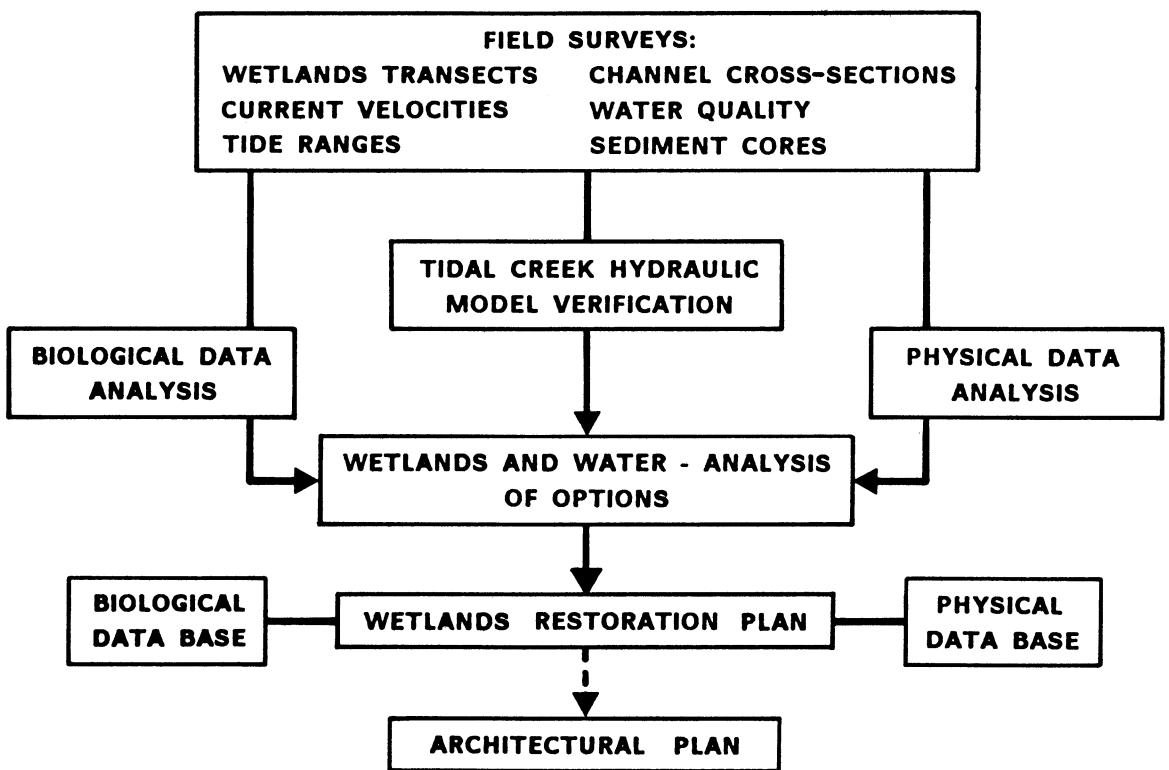 FIELD SURVEYS:
WETLANDS TRANSECTS
CURRENT VELOCITIES
TIDE RANGES
CHANNEL CROSS-SECTIONS
WATER QUALITY
SEDIMENT CORES
TIDAL CREEK HYDRAULIC
MODEL VERIFICATION
BIOLOGICAL DATA
ANALYSIS
PHYSICAL DATA
ANALYSIS
WETLANDS AND WATER - ANALYSIS
OF OPTIONS
BIOLOGICAL
DATA BASE
WETLANDS RESTORATION PLAN
PHYSICAL
DATA BASE
ARCHITECTURAL PLAN